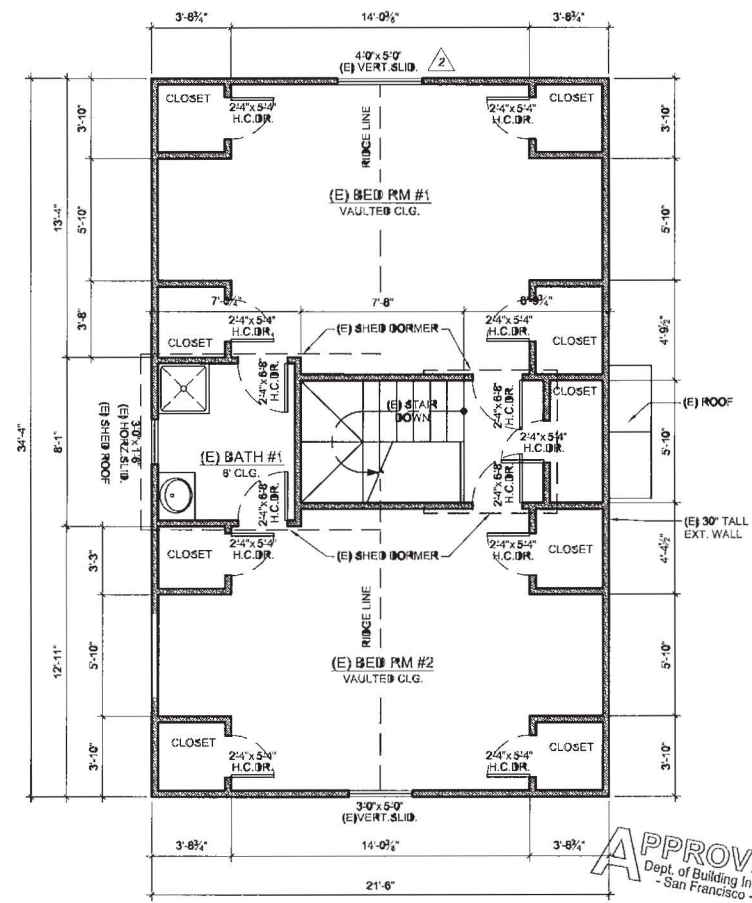 3'-8¾"
14'-0⅜"
3'-8¾"
4'-0"x5'-0"
(E) VERT.SLID.
2
CLOSET
2'-4"x5'-4"
H.C.DR.
2'-4"x5'-4"
H.C.DR.
CLOSET
3'-10"
3'-10"
RIDGE LINE
(E) BED RM #1
VAULTED CLG.
13'-4"
5'-10"
5'-10"
7'-8"
3'-8"
2'-4"x5'-4"
H.C.DR.
CLOSET
(E) SHED DORMER
2'-4"x5'-4"
H.C.DR.
CLOSET
4'-9½"
34'-4"
8'-1"
(E) SHED ROOF
(E) HORZ.SLID.
3'-0"x1'-6"
2'-4"x6'-8"
H.C.DR.
(E) BATH #1
6' CLG.
2'-4"x6'-8"
H.C.DR.
(E) STAIR
DOWN
2'-4"x6'-8"
H.C.DR.
CLOSET
2'-4"x5'-4"
H.C.DR.
2'-4"x6'-8"
H.C.DR.
5'-10"
(E) ROOF
(E) 30" TALL
EXT. WALL
CLOSET
2'-4"x5'-4"
H.C.DR.
(E) SHED DORMER
2'-4"x5'-4"
H.C.DR.
CLOSET
3'-3"
4'-4½"
RIDGE LINE
(E) BED RM #2
VAULTED CLG.
12'-11"
5'-10"
5'-10"
CLOSET
2'-4"x5'-4"
H.C.DR.
2'-4"x5'-4"
H.C.DR.
CLOSET
3'-10"
3'-10"
3'-0"x5'-0"
(E)VERT.SLID.
3'-8¾"
14'-0⅜"
3'-8¾"
21'-6"
Dept. of Building
- San Francisco -